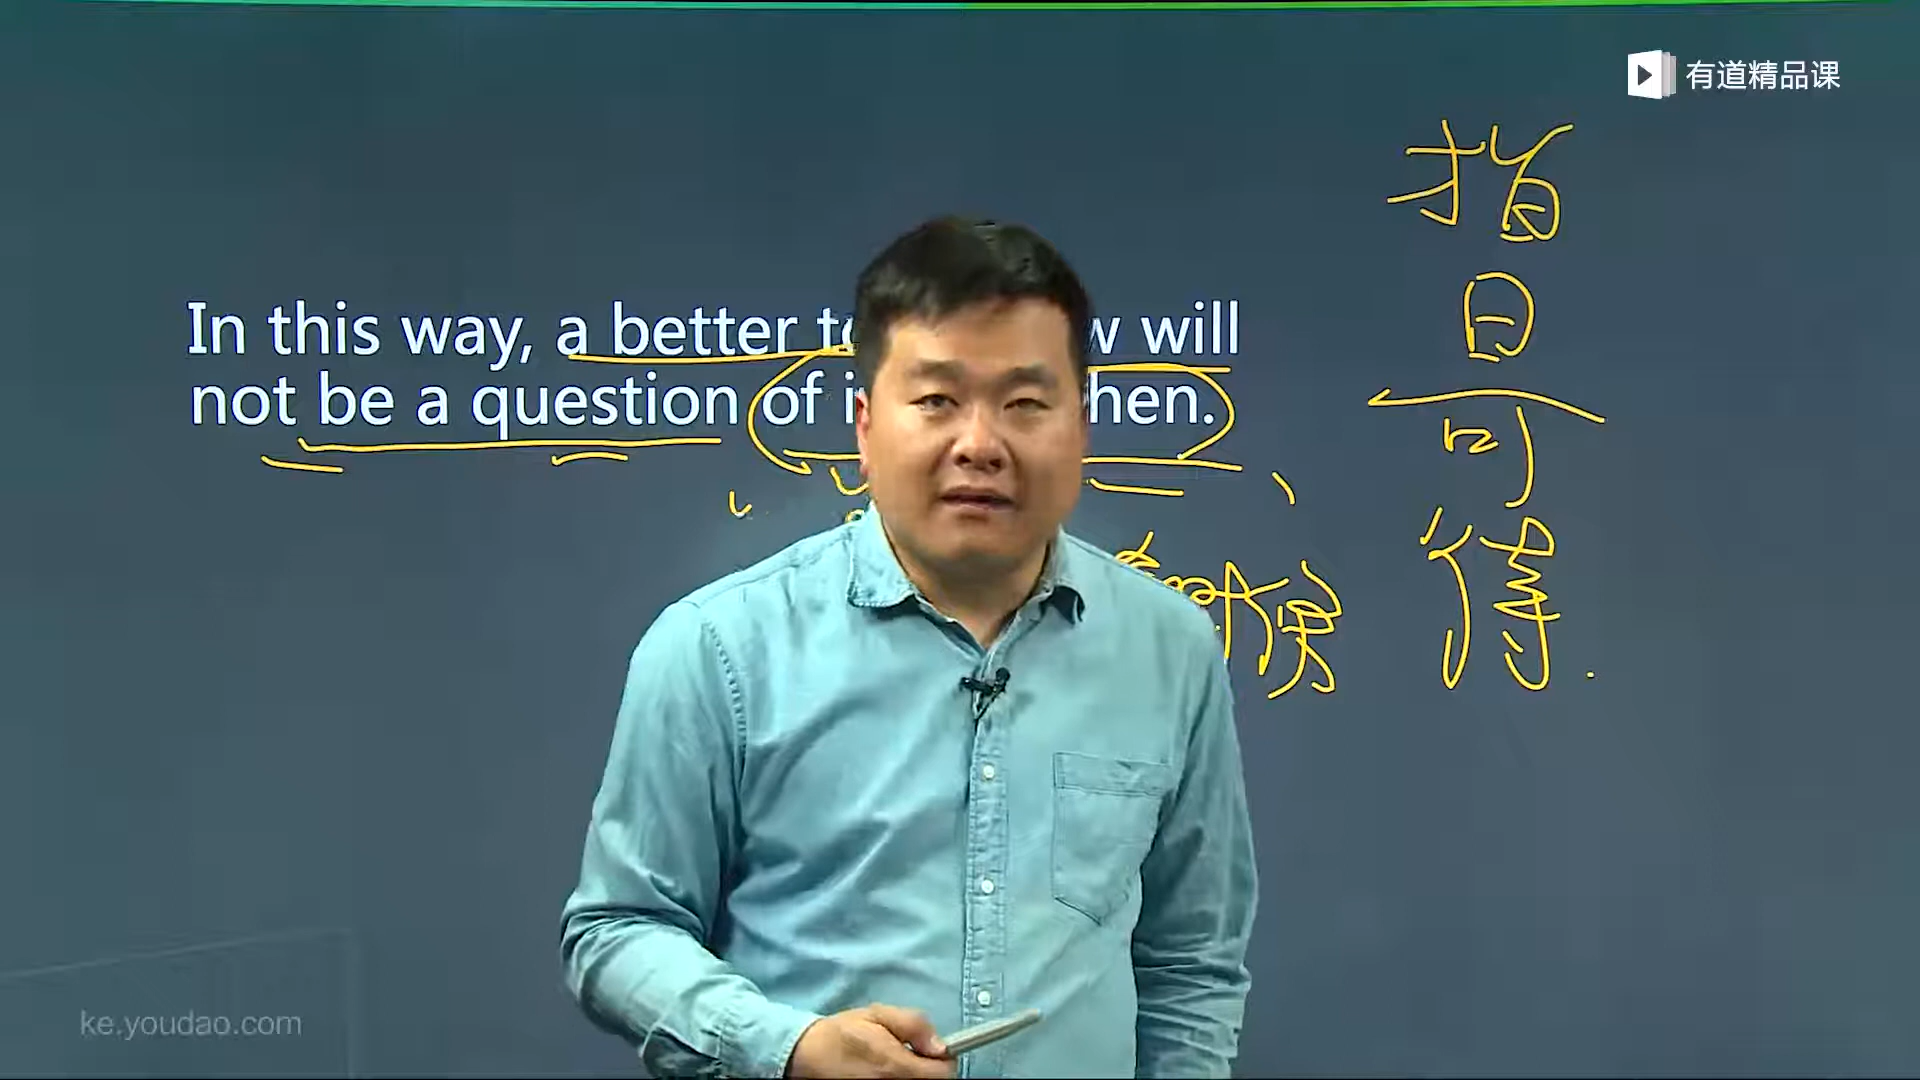 有道精品课
In this way, a better will
not be a question of
指
日
可
待
ke.youdao.com